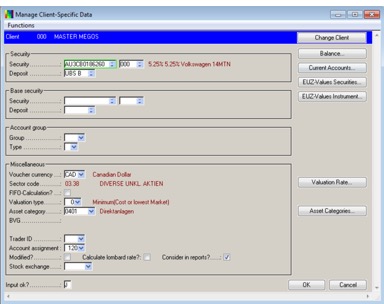 Manage Client-Specific Data
Functions
Client 000 MASTER MEGOS
Change Client
Security
Security............: AU3CB0186260 000 5.25% 5.25% Volkswagen 14MTN
Deposit............: UBS B
Balance...
Current Accounts...
EUZ-Values Securities...
EUZ-Values Instrument...
Base security
Security............:
Deposit............:
Account group
Group..............:
Type...............:
Miscellaneous
Voucher currency....: CAD Canadian Dollar
Sector code.........: 03.38 DIVERSE UNKL. AKTIEN
FIFO-Calculation?...:
Valuation type......: 0 Minimum(Cost or lowest Market)
Asset category......: 0401 Direktanlagen
BVG................:
Valuation Rate...
Asset Categories...
Trader ID...........:
Account assignment: 120
Modified?..........: Calculate lombard rate?: Consider in reports?.....:
Stock exchange......:
Input ok?...........: J
OK Cancel